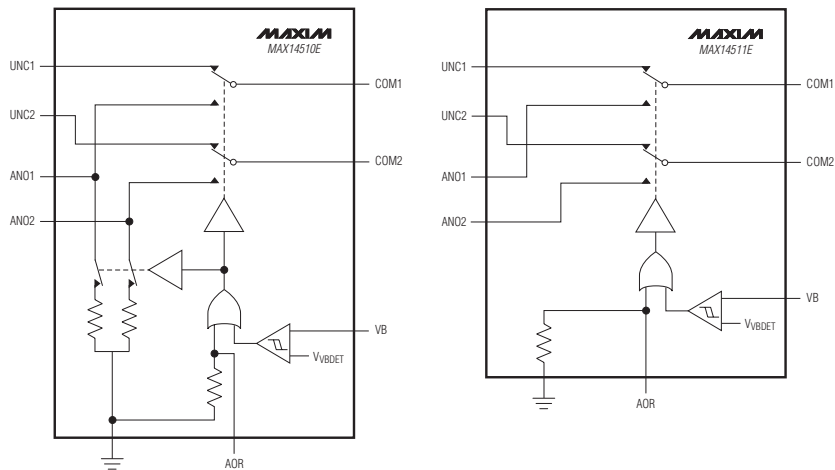 MAXIM
MAX14510E
UNC1
COM1
UNC2
COM2
ANO1
ANO2
VB
VVBDET
AOR
MAXIM
MAX14511E
UNC1
COM1
UNC2
COM2
ANO1
ANO2
VB
VVBDET
AOR